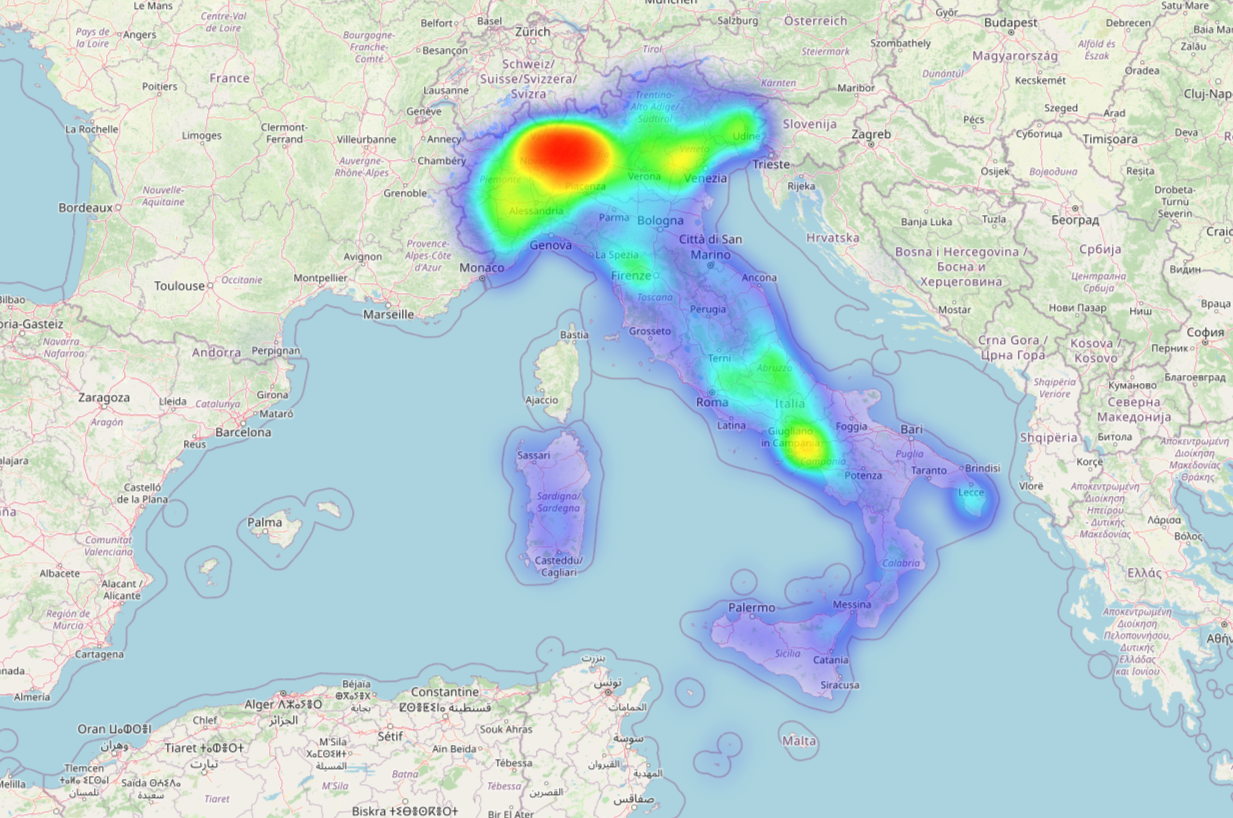 Le Mans
München
Salzburg
Österreich
Győr
Budapest
Debrecen
Satu Mare
Baia Mare
Pays de
la Loire
Angers
Centre-Val
de Loire
Bourgogne-
Franche-
Comté
Belfort
Basel
Zürich
Besançon
Tirol
Steiermark
Szombathely
Magyarország
Alföld és
Észak
Zalău
Oradea
France
Poitiers
Schweiz/
Suisse/Svizzera/
Svizra
Lausanne
Genève
Trentino-
Alto Adige/
Südtirol
Kärnten
Maribor
Dunántúl
Kecskemét
Cluj-Nap
La Rochelle
Limoges
Clermont-
Ferrand
Villeurbanne
Annecy
Chambéry
Auvergne-
Rhône-Alpes
Udine
Slovenija
Zagreb
Pécs
Szeged
Arad
Суботица
Timișoara
Deva
Veneto
Verona
Venezia
Trieste
Rijeka
Osijek
Војводина
Reșița
Drobeta-
Turnu
Severin
Grenoble
Piemonte
Piacenza
Nouvelle-
Aquitaine
Bordeaux
Alessandria
Parma
Bologna
Banja Luka
Tuzla
Београд
Craio
Genova
Città di San
Marino
Hrvatska
Bosna i Hercegovina
Босна и
Херцеговина
Србија
Avignon
Provence-
Alpes-Côte
d'Azur
La Spezia
Firenze
Monaco
Occitanie
Montpellier
Toulouse
Marseille
Toscana
Ancona
Централна
Србија
Видин
Нови Пазар
Ниш
Враца
Mostar
Bilbao
oria-Gasteiz
Navarra
Nafarroa
Andorra
Perpignan
Perugia
Grosseto
Bastia
Crna Gora /
Црна Гора
Kosovës /
Kosovo
София
Перник
Благоевград
Zaragoza
Aragón
Lleida
Catalunya
Girona
Mataró
Barcelona
Reus
Ajaccio
Terni
Abruzzo
Roma
Italia
Latina
Shqipëria
Veriore
Куманово
Северна
Македонија
Giugliano
in Campania
Campania
Foggia
Bari
Puglia
Shqipëria
Битола
Αποκεντρωμένη
Διοίκηση
Μακεδονίας
Θράκης
alajara
Castelló
de la Plana
Palma
Sassari
Sardigna/
Sardegna
Potenza
Taranto
Brindisi
Lecce
Vlorë
Korçë
Αποκεντρωμένη
Διοίκηση
Ηπείρου
-Δυτικής
Μακεδονίας
Λάρισα
Βόλος
Comunitat
Valenciana
Albacete
Alacant /
Alicante
Región de
Murcia
Cartagena
Casteddu/
Cagliari
Calabria
Ελλάς
Αποκεντρωμένη
Διοίκηση
Πελοποννήσου,
Δυτικής
Ελλάδας
και Ιονίου
Αθήν
Palermo
Messina
Sicilia
Catania
Siracusa
nada
Almería
Malta
بنزرت
تونس
الحمامات
سوسة
القيروان
المهدية
صفاقس
Alger
الجزائر
Béjaïa
بجاية
Constantine
قسنطينة
Oran
وهران
Chlef
Tiaret
تيارت
M'Sila
المسيلة
Sétif
Souk Ahras
Ain Beida
Tébessa
تبسة
القصرين
Melilla
Tlemcen
تلمسان
Saïda
سعيدة
Tiaret
M'Sila
Batna
Tébessa
Biskra
Bir El Ater